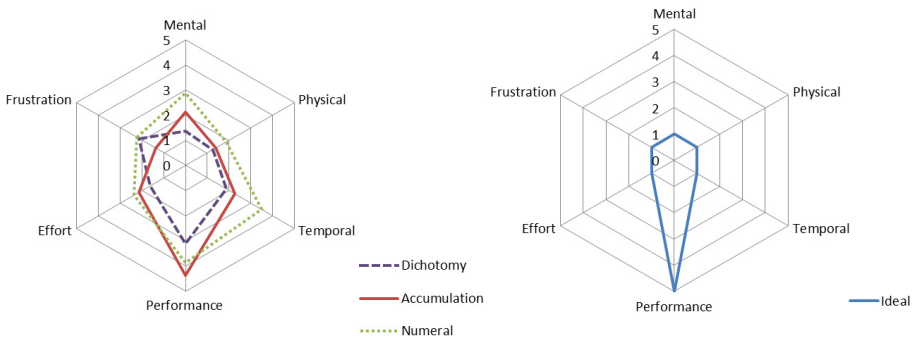 Mental
5
4
3
2
1
0
Frustration
Physical
Effort
Temporal
Performance
Dichotomy
Accumulation
Numeral
Mental
5
4
3
2
1
0
Frustration
Physical
Effort
Temporal
Performance
Ideal